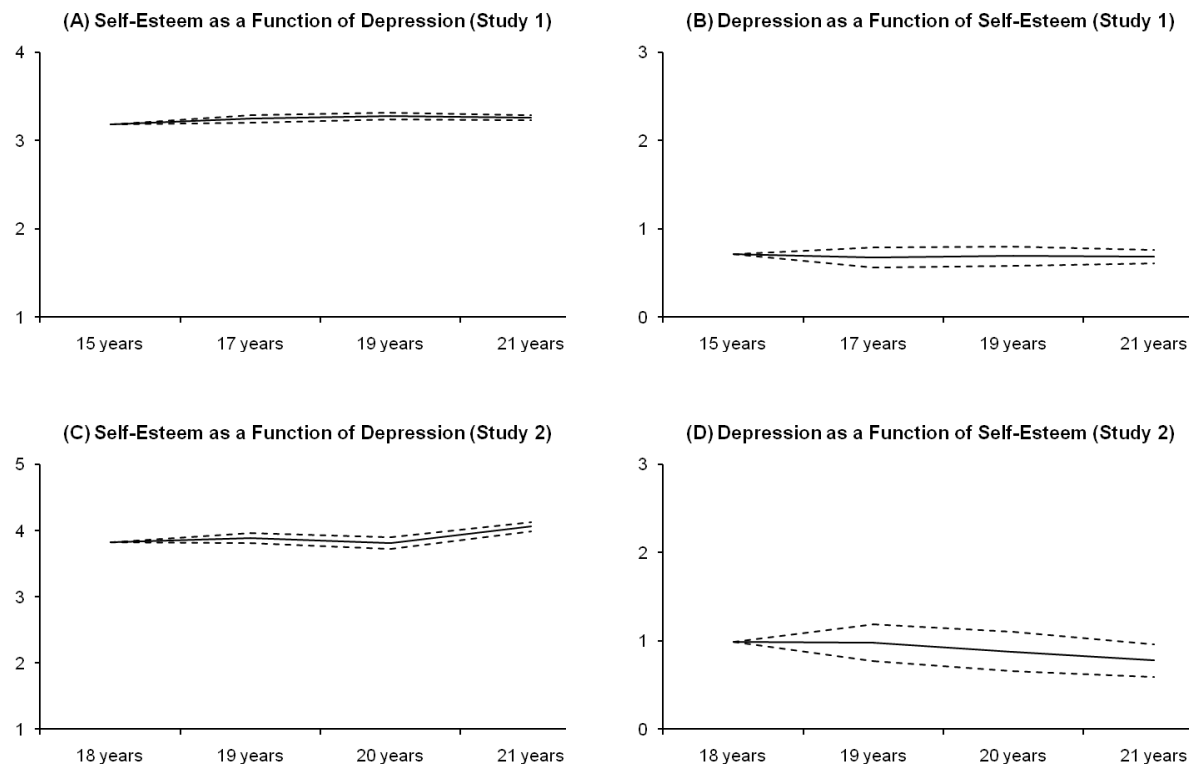 (A) Self-Esteem as a Function of Depression (Study 1)
4
3
2
1
15 years 17 years 19 years 21 years
(B) Depression as a Function of Self-Esteem (Study 1)
3
2
1
0
15 years 17 years 19 years 21 years
(C) Self-Esteem as a Function of Depression (Study 2)
5
4
3
2
1
18 years 19 years 20 years 21 years
(D) Depression as a Function of Self-Esteem (Study 2)
3
2
1
0
18 years 19 years 20 years 21 years